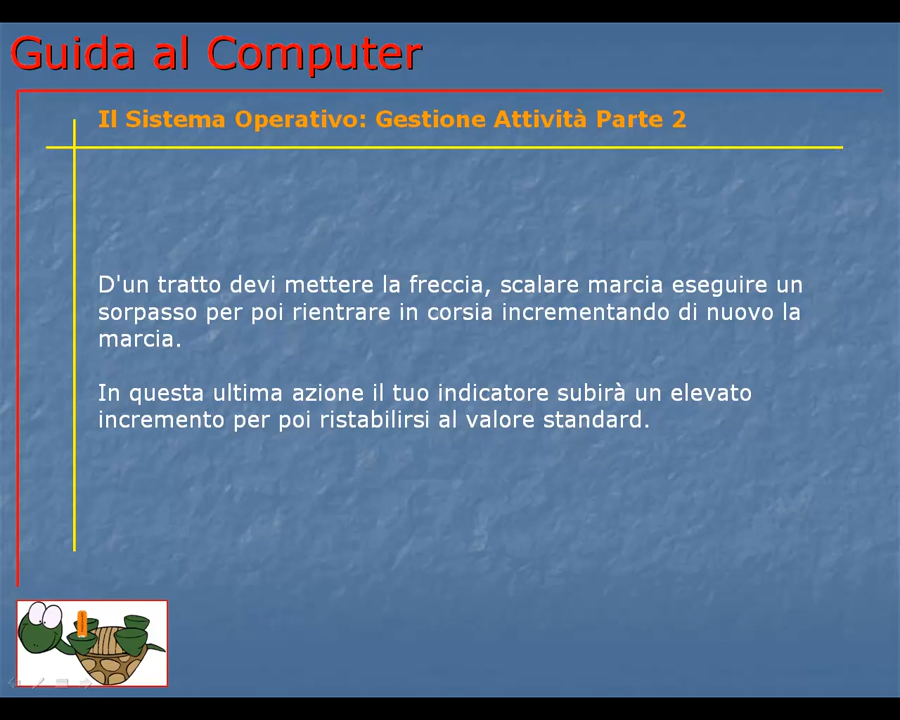 Guida al Computer
Il Sistema Operativo: Gestione Attività Parte 2
D'un tratto devi mettere la freccia, scalare marcia eseguire un
sorpasso per poi rientrare in corsia incrementando di nuovo la
marcia.
In questa ultima azione il tuo indicatore subirà un elevato
incremento per poi ristabilirsi al valore standard.